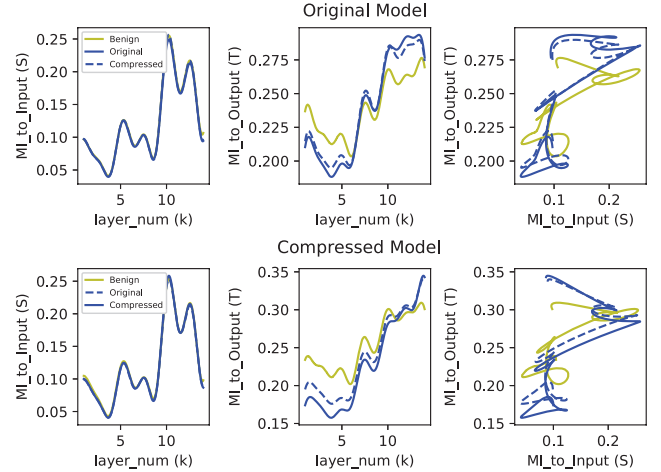 Original Model
MI_to_Input (S)
0.25
0.20
0.15
0.10
0.05
Benign
Original
Compressed
5
10
layer_num (k)
MI_to_Output (T)
0.275
0.250
0.225
0.200
5
10
layer_num (k)
MI_to_Output (T)
0.275
0.250
0.225
0.200
0.1
0.2
MI_to_Input (S)
Compressed Model
MI_to_Input (S)
0.25
0.20
0.15
0.10
0.05
Benign
Original
Compressed
5
10
layer_num (k)
MI_to_Output (T)
0.35
0.30
0.25
0.20
0.15
5
10
layer_num (k)
MI_to_Output (T)
0.35
0.30
0.25
0.20
0.15
0.1
0.2
MI_to_Input (S)